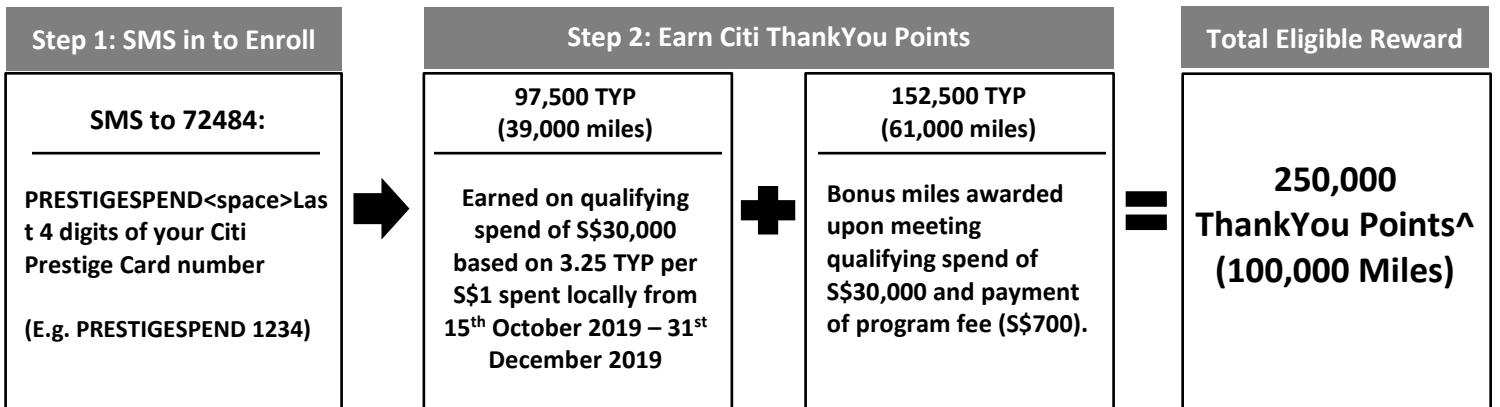 Step 1: SMS in to Enroll
SMS to 72484:
PRESTIGESPEND<space>Las
t 4 digits of your Citi
Prestige Card number
(E.g. PRESTIGESPEND 1234)
Step 2: Earn Citi ThankYou Points
97,500 TYP
(39,000 miles)
Earned on qualifying
spend of S$30,000
based on 3.25 TYP per
S$1 spent locally from
15th October 2019 – 31st
December 2019
152,500 TYP
(61,000 miles)
Bonus miles awarded
upon meeting
qualifying spend of
S$30,000 and payment
of program fee (S$700).
Total Eligible Reward
250,000
ThankYou Points^
(100,000 Miles)